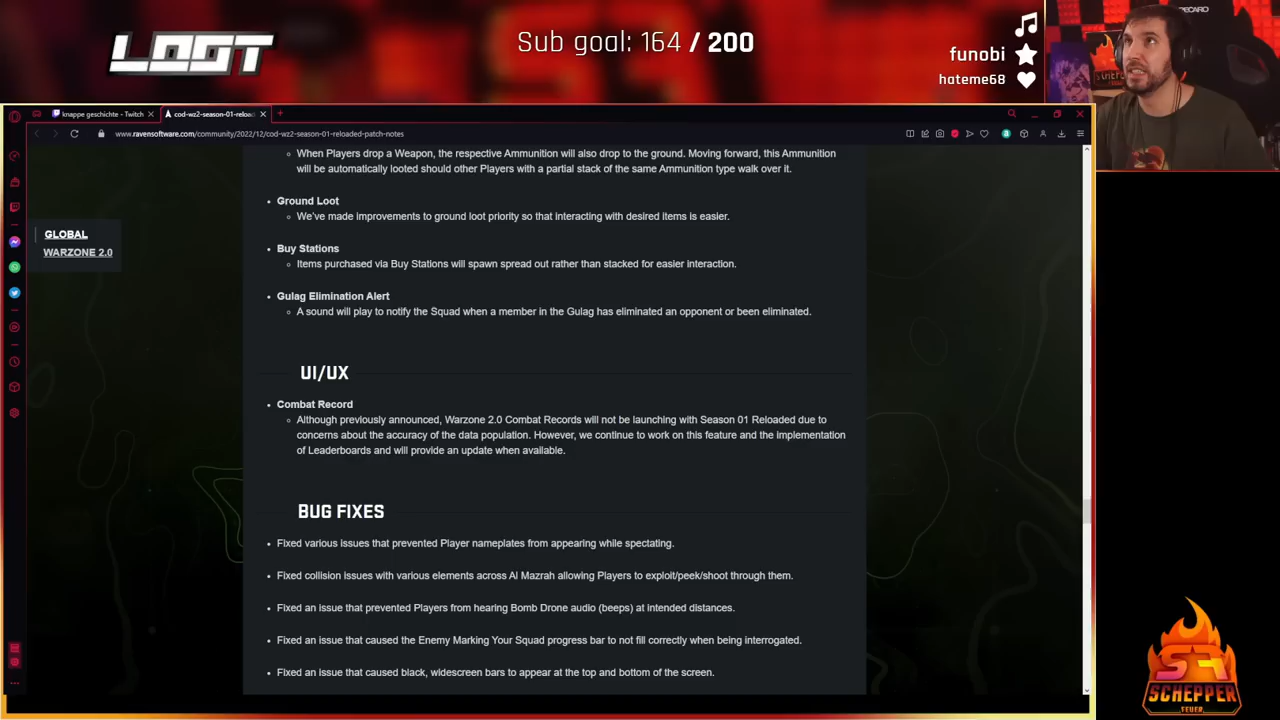 LOOT
Sub goal: 164 / 200
funobi
hateme68
knappe geschichte - Twitch
cod-wz2-season-01-reload
www.ravensoftware.com/community/2022/12/cod-wz2-season-01-reloaded-patch-notes
GLOBAL
WARZONE 2.0
When Players drop a Weapon, the respective Ammunition will also drop to the ground. Moving forward, this Ammunition
will be automatically looted should other Players with a partial stack of the same Ammunition type walk over it.
Ground Loot
We've made improvements to ground loot priority so that interacting with desired items is easier.
Buy Stations
Items purchased via Buy Stations will spawn spread out rather than stacked for easier interaction.
Gulag Elimination Alert
A sound will play to notify the Squad when a member in the Gulag has eliminated an opponent or been eliminated.
UI/UX
Combat Record
Although previously announced, Warzone 2.0 Combat Records will not be launching with Season 01 Reloaded due to
concerns about the accuracy of the data population. However, we continue to work on this feature and the implementation
of Leaderboards and will provide an update when available.
BUG FIXES
Fixed various issues that prevented Player nameplates from appearing while spectating.
Fixed collision issues with various elements across Al Mazrah allowing Players to exploit/peek/shoot through them.
Fixed an issue that prevented Players from hearing Bomb Drone audio (beeps) at intended distances.
Fixed an issue that caused the Enemy Marking Your Squad progress bar to not fill correctly when being interrogated.
Fixed an issue that caused black, widescreen bars to appear at the top and bottom of the screen.
SF
SCHEPPER
FEUER